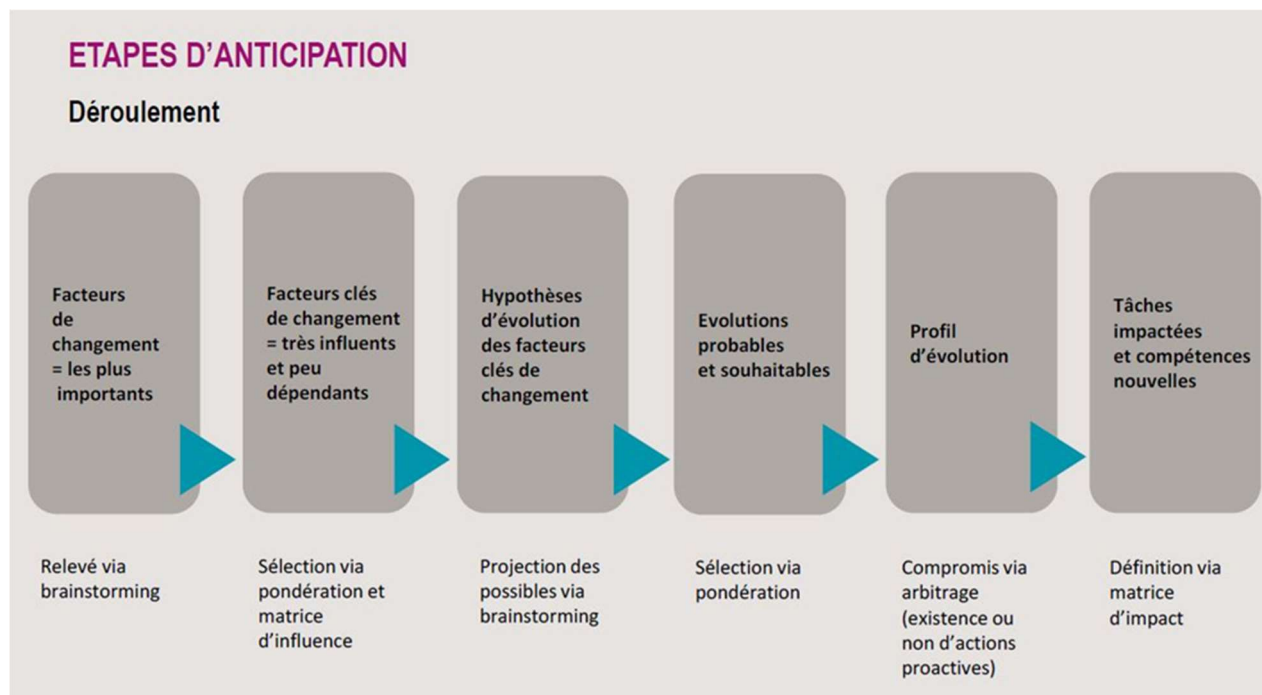 ETAPES D’ANTICIPATION
Déroulement
Facteurs
de
changement
= les plus
importants
Facteurs clés
de changement
= très influents
et peu
dépendants
Hypothèses
d’évolution
des facteurs
clés de
changement
Evolutions
probables
et souhaitables
Profil
d’évolution
Tâches
impactées
et compétences
nouvelles
Relevé via
brainstorming
Sélection via
pondération et
matrice
d’influence
Projection des
possibles via
brainstorming
Sélection via
pondération
Compromis via
arbitrage
(existence ou
non d’actions
proactives)
Définition via
matrice
d’impact